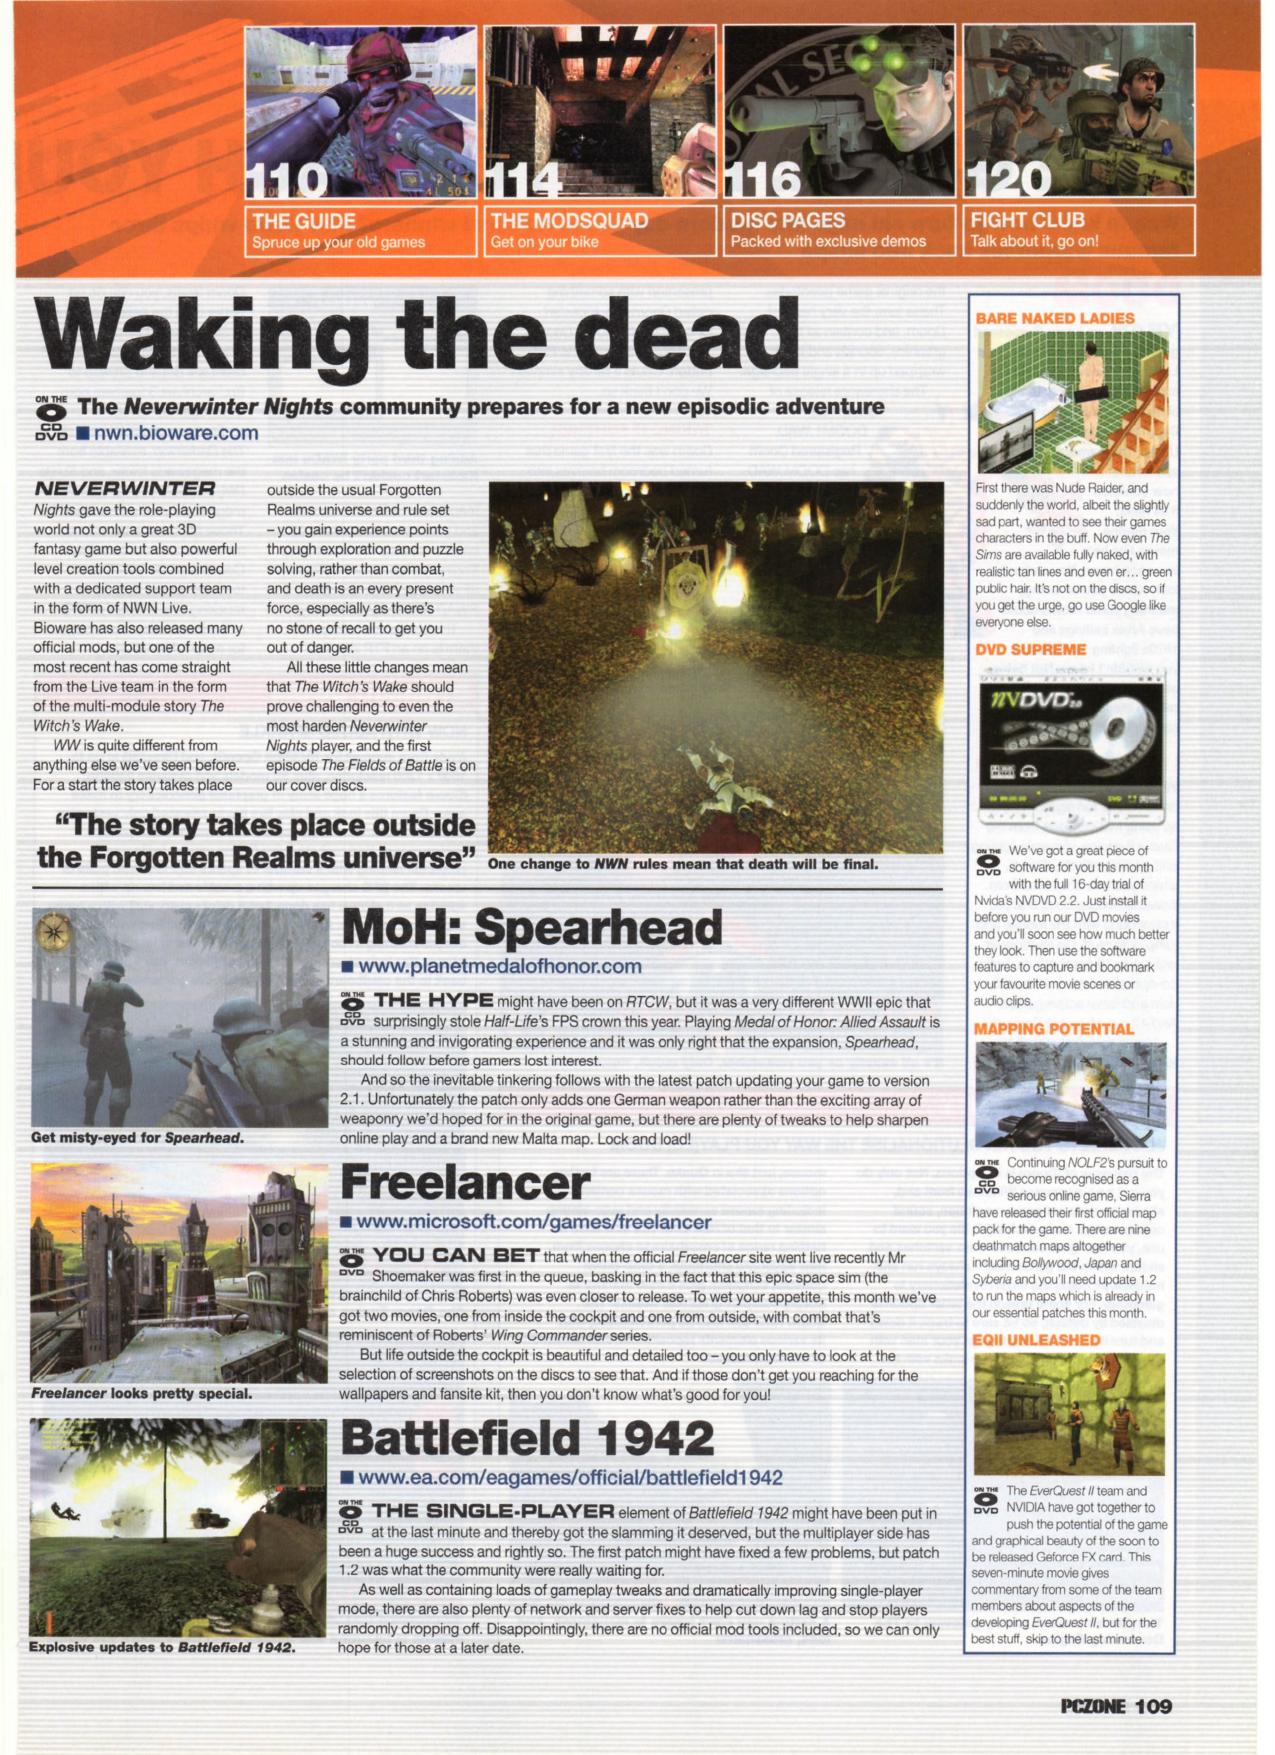 110
THE GUIDE
Spruce up your old games
114
THE MODSQUAD
Get on your bike
116
DISC PAGES
Packed with exclusive demos
120
FIGHT CLUB
Talk about it, go on!
Waking the dead
ON THE
CD
DVD
The Neverwinter Nights community prepares for a new episodic adventure
nwn.bioware.com
NEVERWINTER
Nights gave the role-playing
world not only a great 3D
fantasy game but also powerful
level creation tools combined
with a dedicated support team
in the form of NWN Live.
Bioware has also released many
official mods, but one of the
most recent has come straight
from the Live team in the form
of the multi-module story The
Witch's Wake.
WW is quite different from
anything else we've seen before.
For a start the story takes place
outside the usual Forgotten
Realms universe and rule set
– you gain experience points
through exploration and puzzle
solving, rather than combat,
and death is an every present
force, especially as there's
no stone of recall to get you
out of danger.
All these little changes mean
that The Witch's Wake should
prove challenging to even the
most harden Neverwinter
Nights player, and the first
episode The Fields of Battle is on
our cover discs.
"The story takes place outside
the Forgotten Realms universe"
One change to NWN rules mean that death will be final.
MoH: Spearhead
www.planetmedalofhonor.com
ON THE
CD
DVD
THE HYPE might have been on RTCW, but it was a very different WWII epic that
surprisingly stole Half-Life's FPS crown this year. Playing Medal of Honor: Allied Assault is
a stunning and invigorating experience and it was only right that the expansion, Spearhead,
should follow before gamers lost interest.
And so the inevitable tinkering follows with the latest patch updating your game to version
2.1. Unfortunately the patch only adds one German weapon rather than the exciting array of
weaponry we'd hoped for in the original game, but there are plenty of tweaks to help sharpen
online play and a brand new Malta map. Lock and load!
Get misty-eyed for Spearhead.
Freelancer
www.microsoft.com/games/freelancer
ON THE
DVD
YOU CAN BET that when the official Freelancer site went live recently Mr
Shoemaker was first in the queue, basking in the fact that this epic space sim (the
brainchild of Chris Roberts) was even closer to release. To wet your appetite, this month we've
got two movies, one from inside the cockpit and one from outside, with combat that's
reminiscent of Roberts' Wing Commander series.
But life outside the cockpit is beautiful and detailed too – you only have to look at the
selection of screenshots on the discs to see that. And if those don't get you reaching for the
wallpapers and fansite kit, then you don't know what's good for you!
Freelancer looks pretty special.
Battlefield 1942
www.ea.com/eagames/official/battlefield1942
ON THE
CD
DVD
THE SINGLE-PLAYER element of Battlefield 1942 might have been put in
at the last minute and thereby got the slamming it deserved, but the multiplayer side has
been a huge success and rightly so. The first patch might have fixed a few problems, but patch
1.2 was what the community were really waiting for.
As well as containing loads of gameplay tweaks and dramatically improving single-player
mode, there are also plenty of network and server fixes to help cut down lag and stop players
randomly dropping off. Disappointingly, there are no official mod tools included, so we can only
hope for those at a later date.
Explosive updates to Battlefield 1942.
BARE NAKED LADIES
First there was Nude Raider, and
suddenly the world, albeit the slightly
sad part, wanted to see their games
characters in the buff. Now even The
Sims are available fully naked, with
realistic tan lines and even er... green
public hair. It's not on the discs, so if
you get the urge, go use Google like
everyone else.
DVD SUPREME
nVDVD 2.0
ON THE
DVD
We've got a great piece of
software for you this month
with the full 16-day trial of
Nvida's NVDVD 2.2. Just install it
before you run our DVD movies
and you'll soon see how much better
they look. Then use the software
features to capture and bookmark
your favourite movie scenes or
audio clips.
MAPPING POTENTIAL
ON THE
CD
DVD
Continuing NOLF2's pursuit to
become recognised as a
serious online game, Sierra
have released their first official map
pack for the game. There are nine
deathmatch maps altogether
including Bollywood, Japan and
Syberia and you'll need update 1.2
to run the maps which is already in
our essential patches this month.
EQII UNLEASHED
ON THE
DVD
The EverQuest II team and
NVIDIA have got together to
push the potential of the game
and graphical beauty of the soon to
be released Geforce FX card. This
seven-minute movie gives
commentary from some of the team
members about aspects of the
developing EverQuest II, but for the
best stuff, skip to the last minute.
PCZONE 109